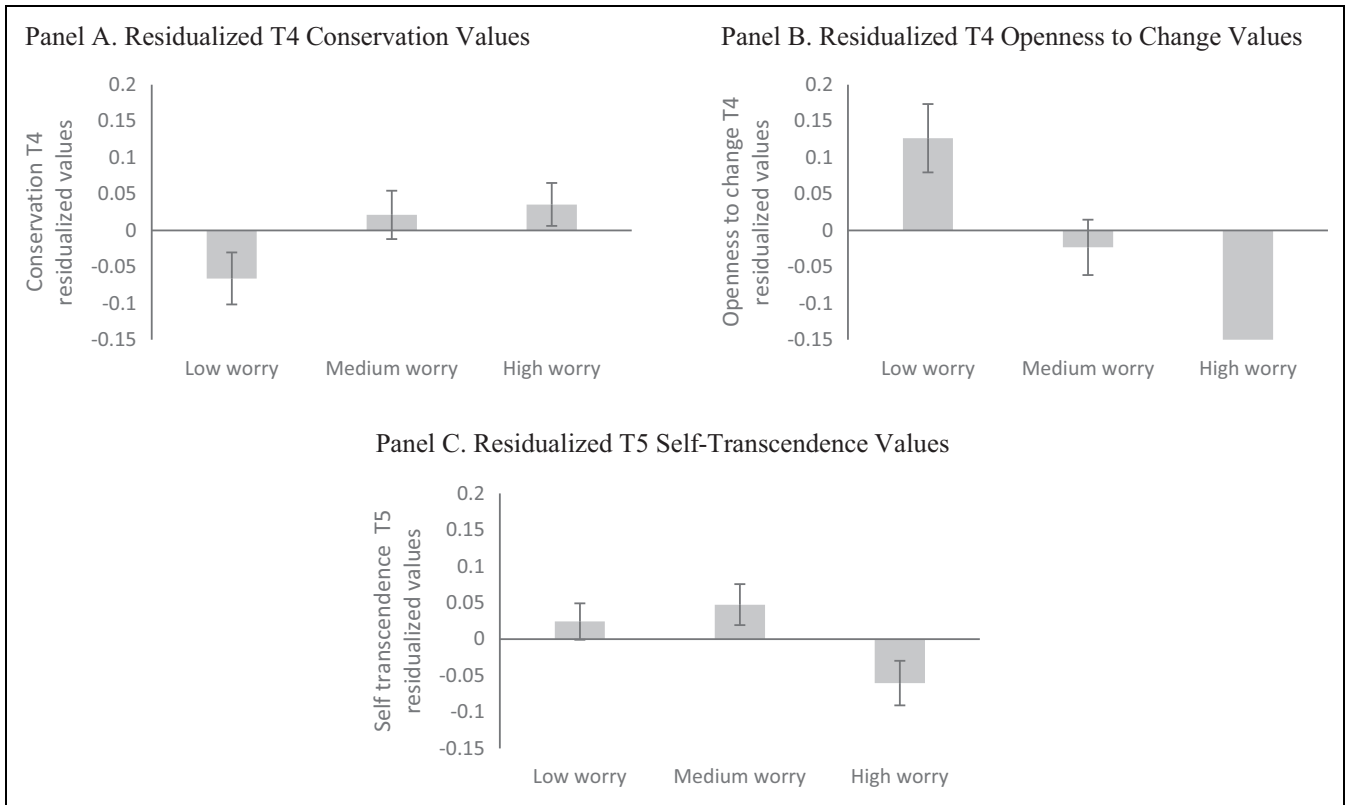 Panel A. Residualized T4 Conservation Values
Conservation T4
residualized values
0.2
0.15
0.1
0.05
0
-0.05
-0.1
-0.15
Low worry
Medium worry
High worry
Panel B. Residualized T4 Openness to Change Values
Openness to change T4
residualized values
0.2
0.15
0.1
0.05
0
-0.05
-0.1
-0.15
Low worry
Medium worry
High worry
Panel C. Residualized T5 Self-Transcendence Values
Self transcendence T5
residualized values
0.2
0.15
0.1
0.05
0
-0.05
-0.1
-0.15
Low worry
Medium worry
High worry